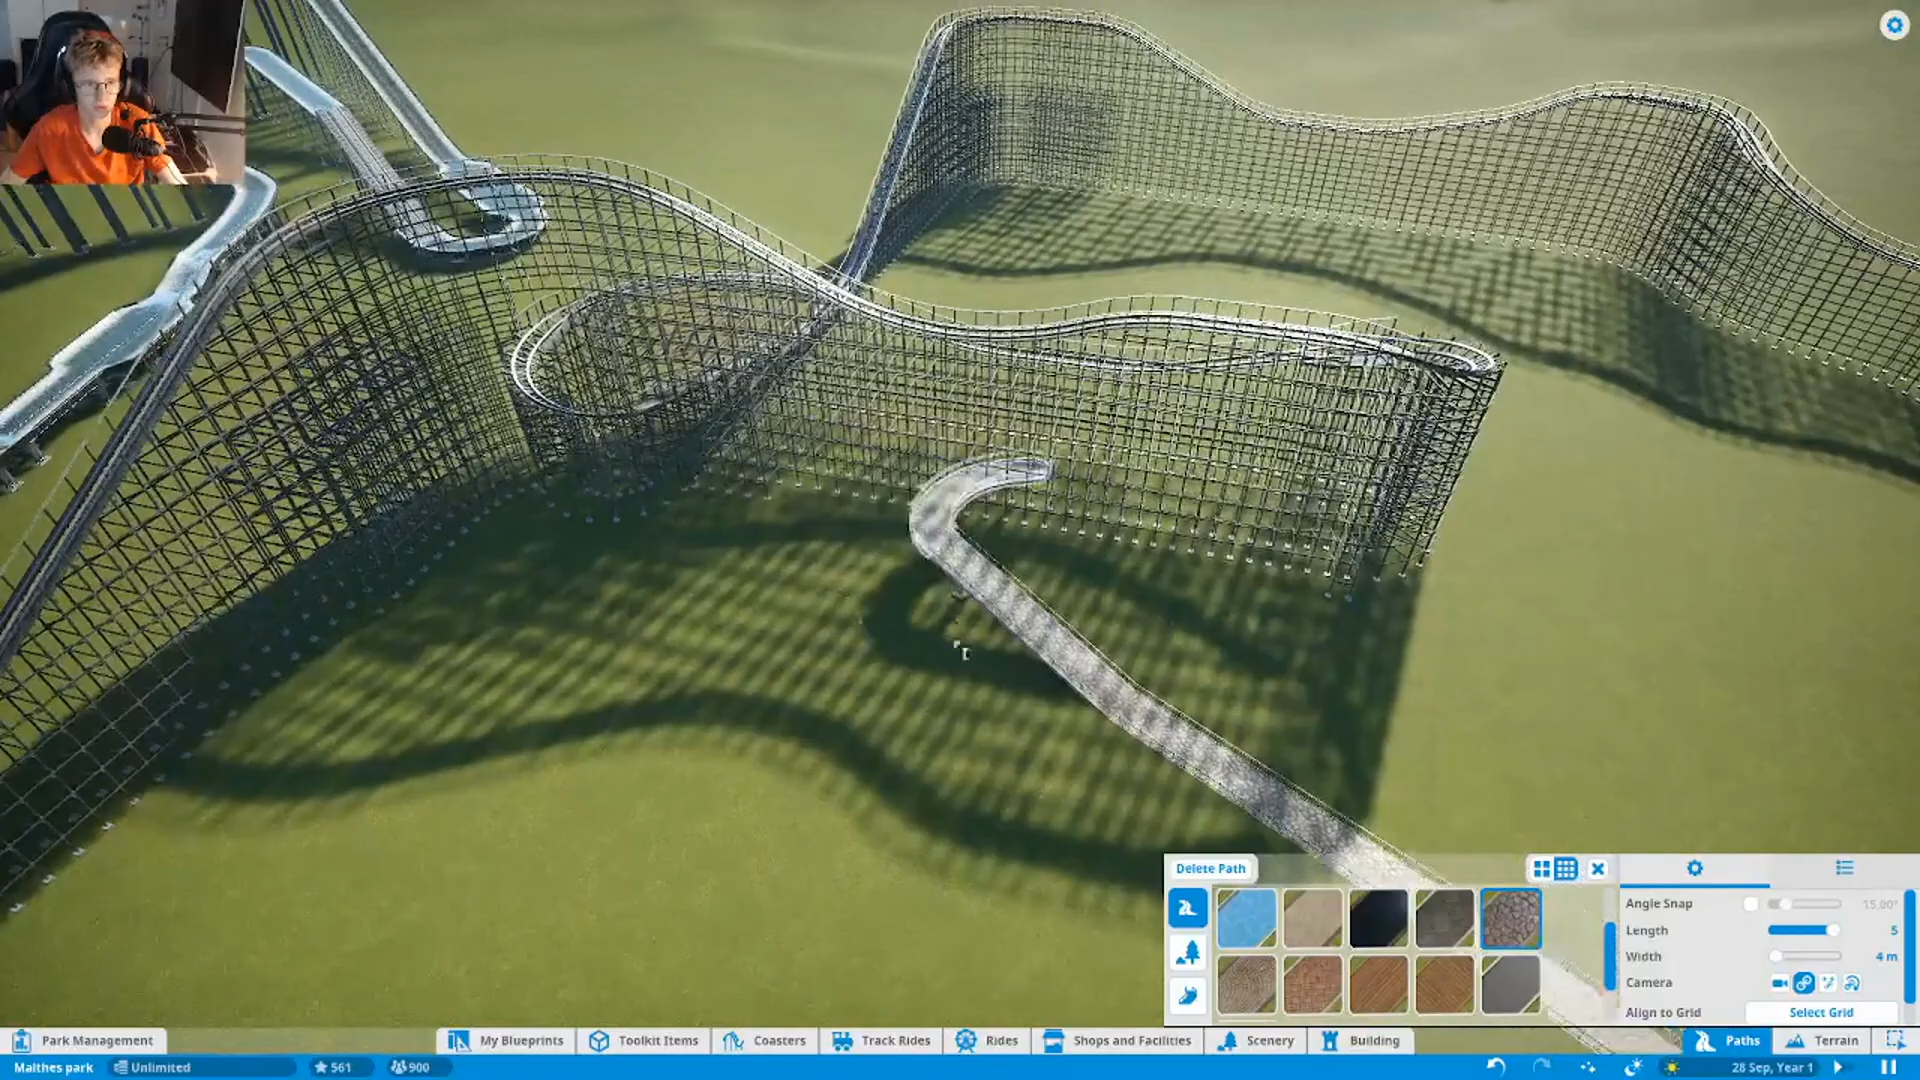 Delete Path
Angle Snap 15.00°
Length 5
Width 4 m
Camera
Align to Grid Select Grid
Park Management My Blueprints Toolkit Items Coasters Track Rides Rides Shops and Facilities Scenery Building Paths Terrain
Malthes park Unlimited 561 900 28 Sep, Year 1